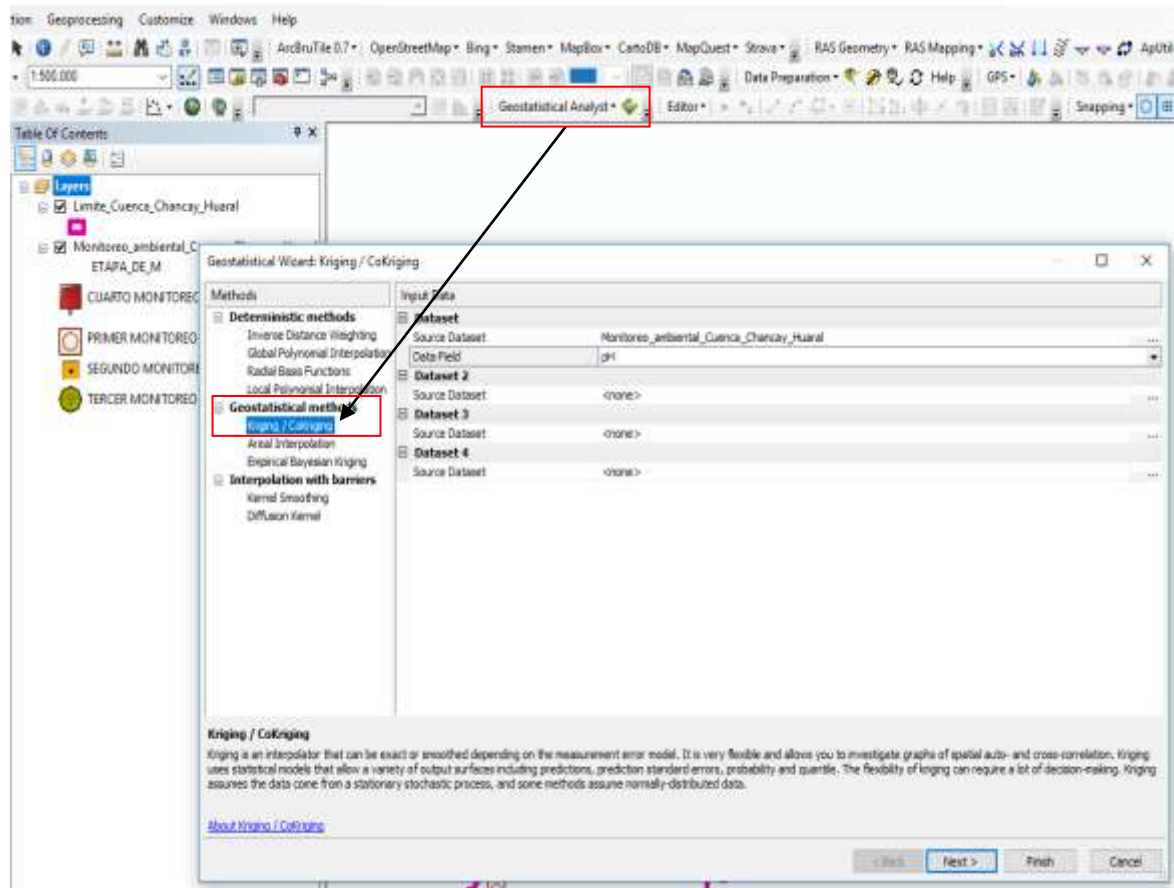 tion Geoprocessing Customize Windows Help
ArcBruTile 0.7 OpenStreetMap Bing Stamen MapBox CartoDB MapQuest Strava RAS Geometry RAS Mapping ApUtil
1:500.000 Data Preparation Help GPS
Geostatistical Analyst Editor Snapping
Table Of Contents
Layers
Limite_Cuenca_Chancay_Huaral
Monitoreo_ambiental_C
ETAPA_DE_M
CUARTO MONITOREO
PRIMER MONITOREO
SEGUNDO MONITORE
TERCER MONITOREO
Geostatistical Wizard: Kriging / CoKriging
Methods
Deterministic methods
Inverse Distance Weighting
Global Polynomial Interpolation
Radial Basis Functions
Local Polynomial Interpolation
Geostatistical methods
Kriging / CoKriging
Areal Interpolation
Empirical Bayesian Kriging
Interpolation with barriers
Kernel Smoothing
Diffusion Kernel
Input Data
Dataset
Source Dataset Monitoreo_ambiental_Cuenca_Chancay_Huaral ...
Data Field pH
Dataset 2
Source Dataset <none> ...
Dataset 3
Source Dataset <none> ...
Dataset 4
Source Dataset <none> ...
Kriging / CoKriging
Kriging is an interpolator that can be exact or smoothed depending on the measurement error model. It is very flexible and allows you to investigate graphs of spatial auto- and cross-correlation. Kriging
uses statistical models that allow a variety of output surfaces including predictions, prediction standard errors, probability and quantile. The flexibility of kriging can require a lot of decision-making. Kriging
assumes the data come from a stationary stochastic process, and some methods assume normally-distributed data.
About Kriging / CoKriging
< Back Next > Finish Cancel